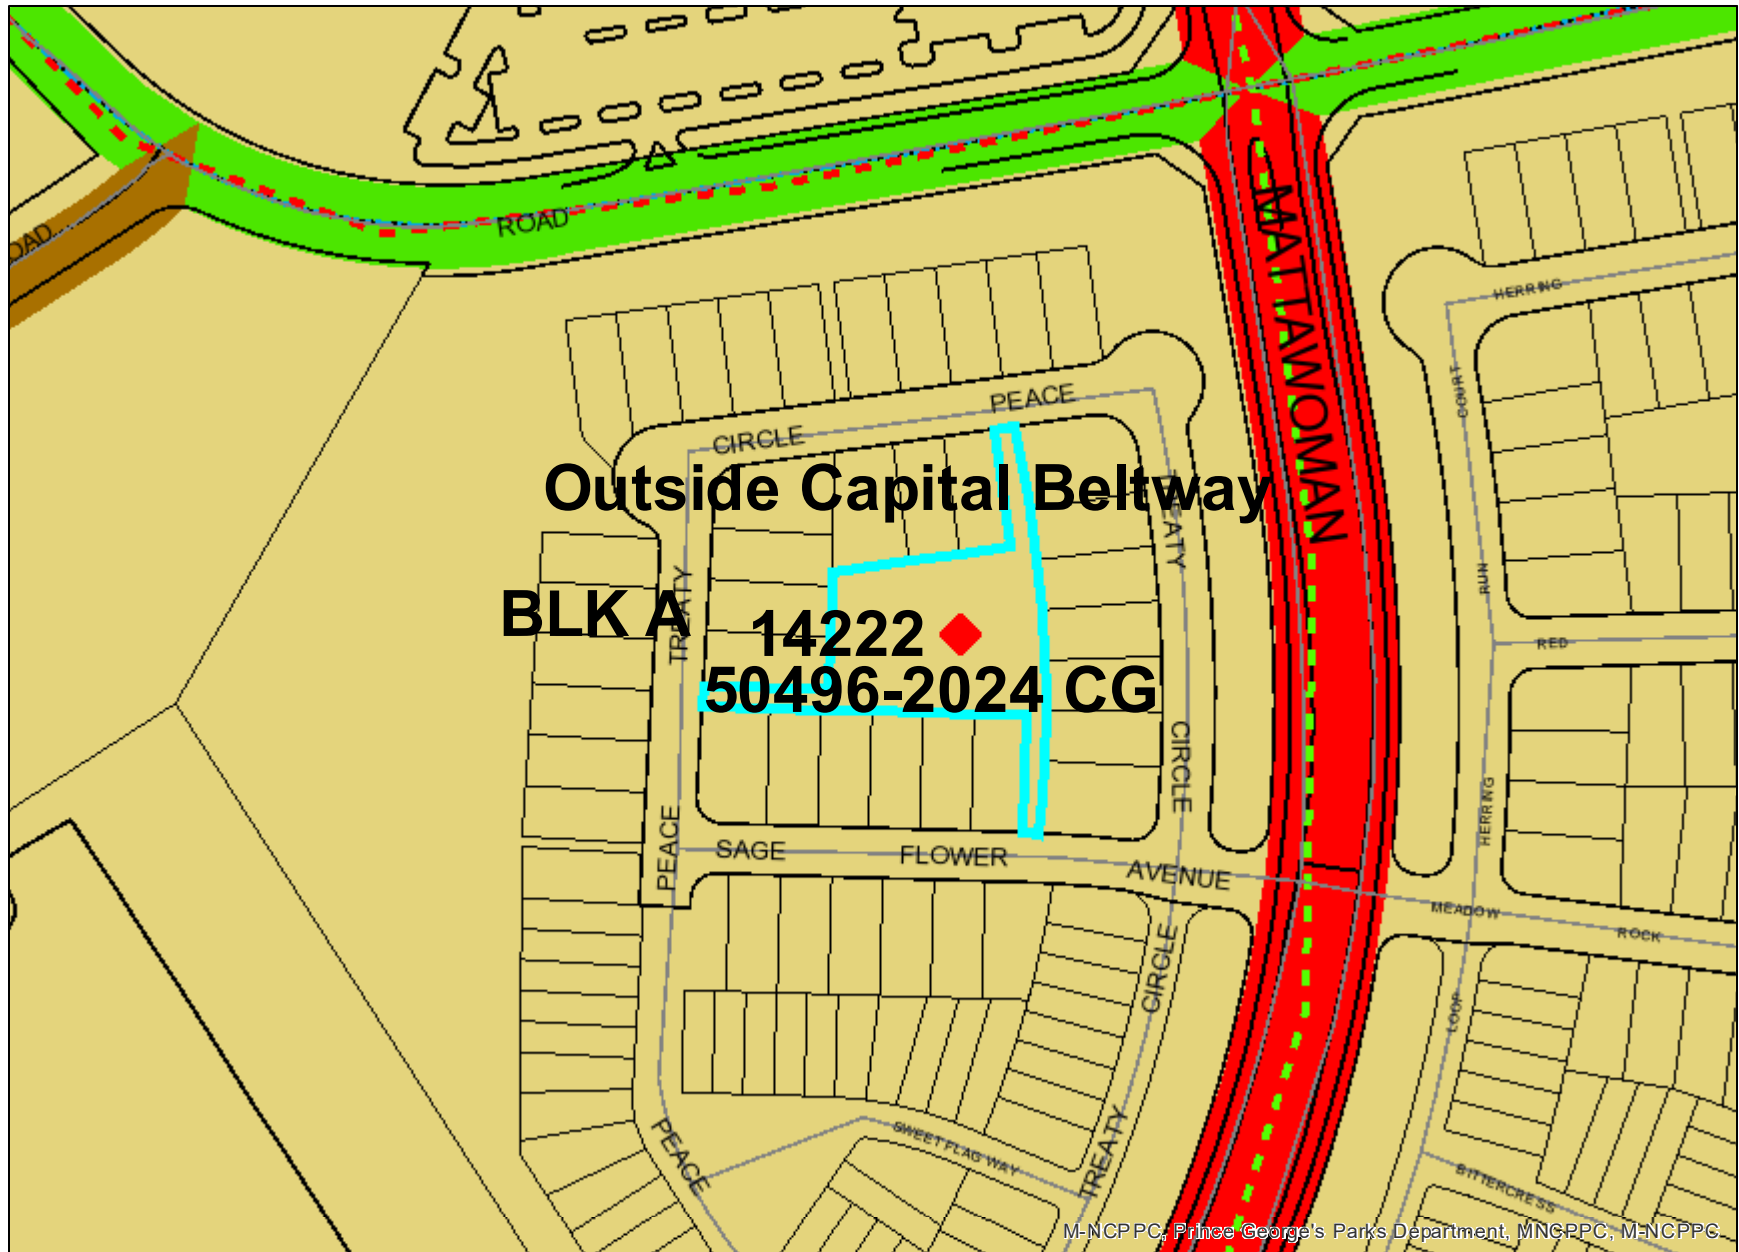 ROAD
OAD
MATTAWOMAN
HERRING
COURT
PEACE
CIRCLE
Outside Capital Beltway
TREATY
RUN
TREATY
BLK A
14222
RED
50496-2024 CG
CIRCLE
HERRING
PEACE
SAGE FLOWER AVENUE
MEADOW
ROCK
CIRCLE
LOOP
PEACE
SWEET FLAG WAY
TREATY
BITTERCRESS
M-NCPPC, Prince George's Parks Department, MNCPPC, M-NCPPC